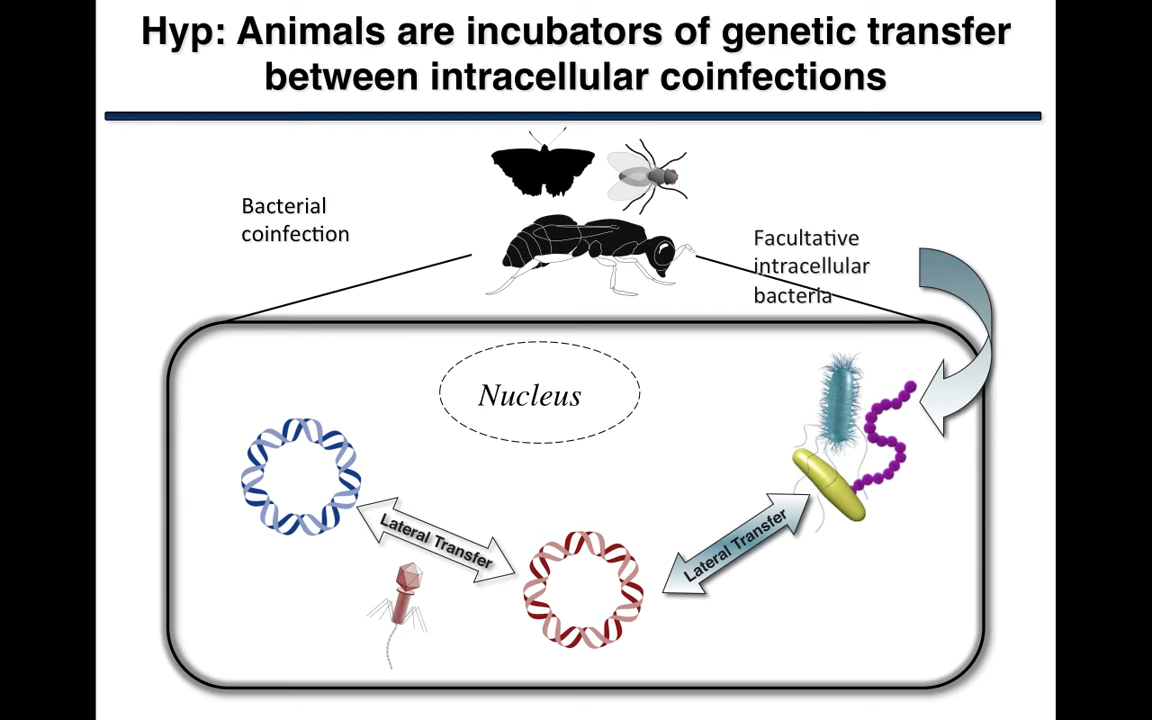 Hyp: Animals are incubators of genetic transfer
between intracellular coinfections
Bacterial
coinfection
Facultative
intracellular
bacteria
Nucleus
Lateral Transfer
Lateral Transfer